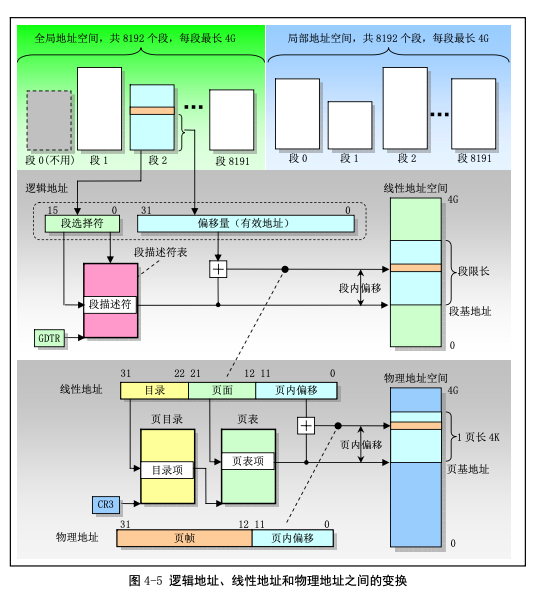 全局地址空间，共 8192 个段，每段最长 4G
局部地址空间，共 8192 个段，每段最长 4G
段 0(不用)
段 1
段 2
段 8191
段 0
段 1
段 2
段 8191
逻辑地址
线性地址空间
15
0
31
0
4G
段选择符
偏移量（有效地址）
段描述符表
段限长
段内偏移
段描述符
段基地址
GDTR
0
31
22
21
12
11
0
物理地址空间
线性地址
目录
页面
页内偏移
4G
页目录
页表
1 页长 4K
页内偏移
目录项
页表项
页基地址
CR3
31
12
11
0
物理地址
页帧
页内偏移
0
图 4-5 逻辑地址、线性地址和物理地址之间的变换